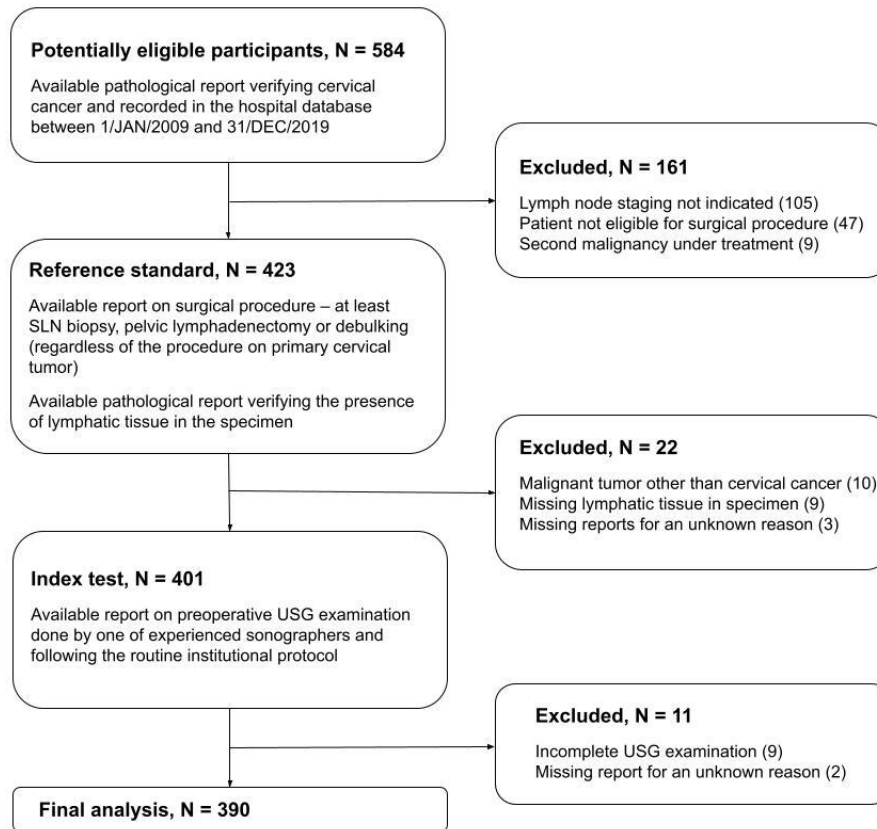 Potentially eligible participants, N = 584
Available pathological report verifying cervical
cancer and recorded in the hospital database
between 1/JAN/2009 and 31/DEC/2019
Excluded, N = 161
Lymph node staging not indicated (105)
Patient not eligible for surgical procedure (47)
Second malignancy under treatment (9)
Reference standard, N = 423
Available report on surgical procedure – at least
SLN biopsy, pelvic lymphadenectomy or debulking
(regardless of the procedure on primary cervical
tumor)
Available pathological report verifying the presence
of lymphatic tissue in the specimen
Excluded, N = 22
Malignant tumor other than cervical cancer (10)
Missing lymphatic tissue in specimen (9)
Missing reports for an unknown reason (3)
Index test, N = 401
Available report on preoperative USG examination
done by one of experienced sonographers and
following the routine institutional protocol
Excluded, N = 11
Incomplete USG examination (9)
Missing report for an unknown reason (2)
Final analysis, N = 390